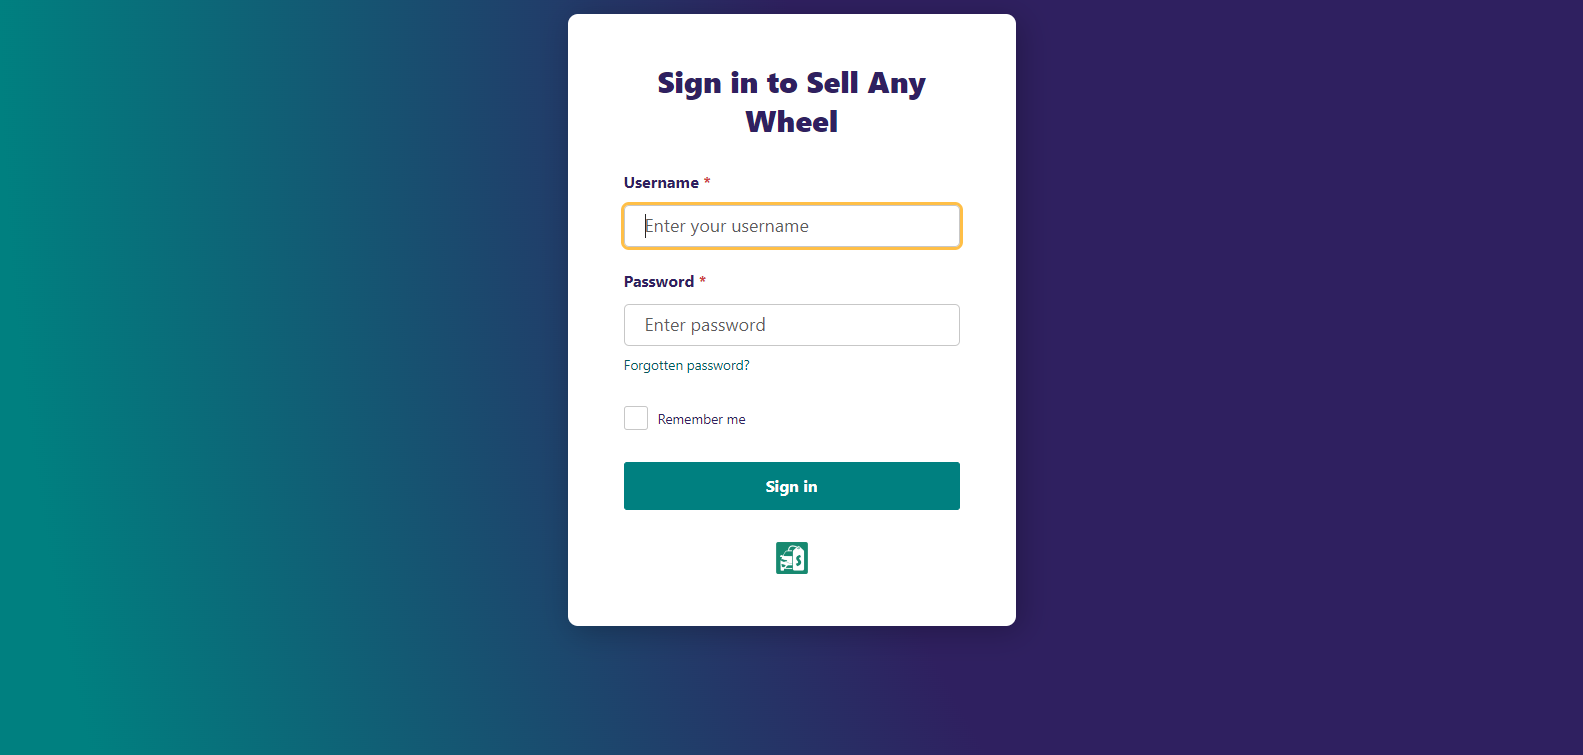 Sign in to Sell Any
Wheel
Username *
Enter your username
Password *
Enter password
Forgotten password?
Remember me
Sign in
$